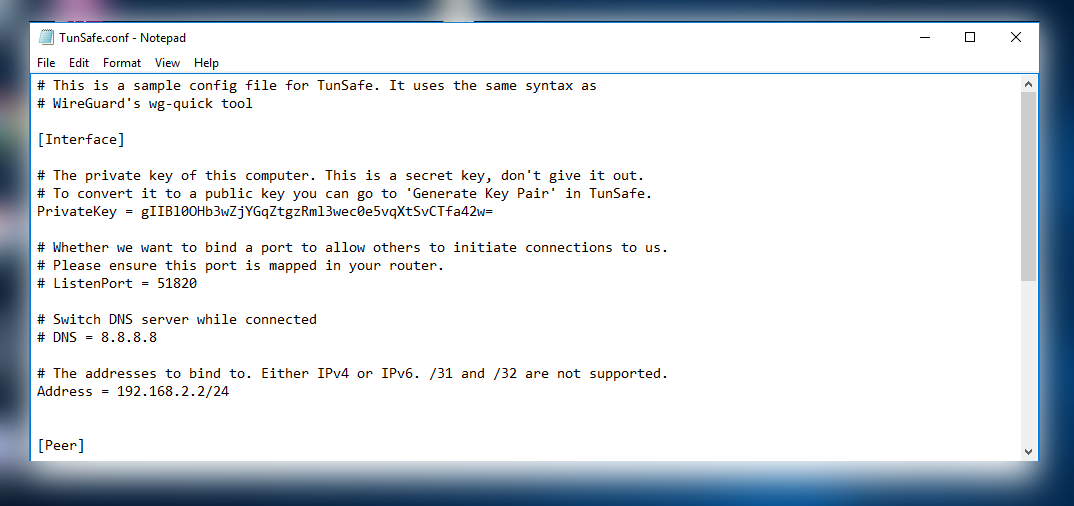 TunSafe.conf - Notepad
File Edit Format View Help
# This is a sample config file for TunSafe. It uses the same syntax as
# WireGuard's wg-quick tool
[Interface]
# The private key of this computer. This is a secret key, don't give it out.
# To convert it to a public key you can go to 'Generate Key Pair' in TunSafe.
PrivateKey = gIIBl0OHb3wZjYGqZtgzRml3wec0e5vqXtSvCTfa42w=
# Whether we want to bind a port to allow others to initiate connections to us.
# Please ensure this port is mapped in your router.
# ListenPort = 51820
# Switch DNS server while connected
# DNS = 8.8.8.8
# The addresses to bind to. Either IPv4 or IPv6. /31 and /32 are not supported.
Address = 192.168.2.2/24
[Peer]